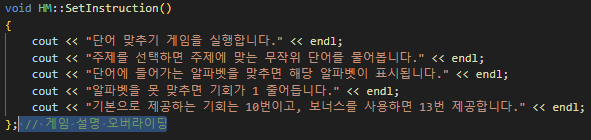 void HM::SetInstruction()
{
    cout << "단어 맞추기 게임을 실행합니다." << endl;
    cout << "주제를 선택하면 주제에 맞는 무작위 단어를 물어봅니다." << endl;
    cout << "단어에 들어가는 알파벳을 맞추면 해당 알파벳이 표시됩니다." << endl;
    cout << "알파벳을 못 맞추면 기회가 1 줄어듭니다." << endl;
    cout << "기본으로 제공하는 기회는 10번이고, 보너스를 사용하면 13번 제공합니다." << endl;
}; // 게임 설명 오버라이딩